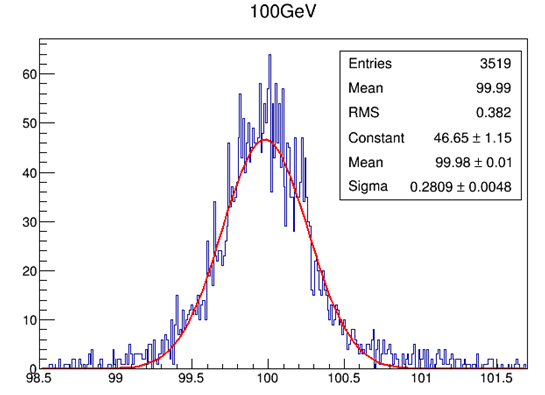 100GeV
Entries 3519
Mean 99.99
RMS 0.382
Constant 46.65 ± 1.15
Mean 99.98 ± 0.01
Sigma 0.2809 ± 0.0048
60
50
40
30
20
10
0
98.5 99 99.5 100 100.5 101 101.5